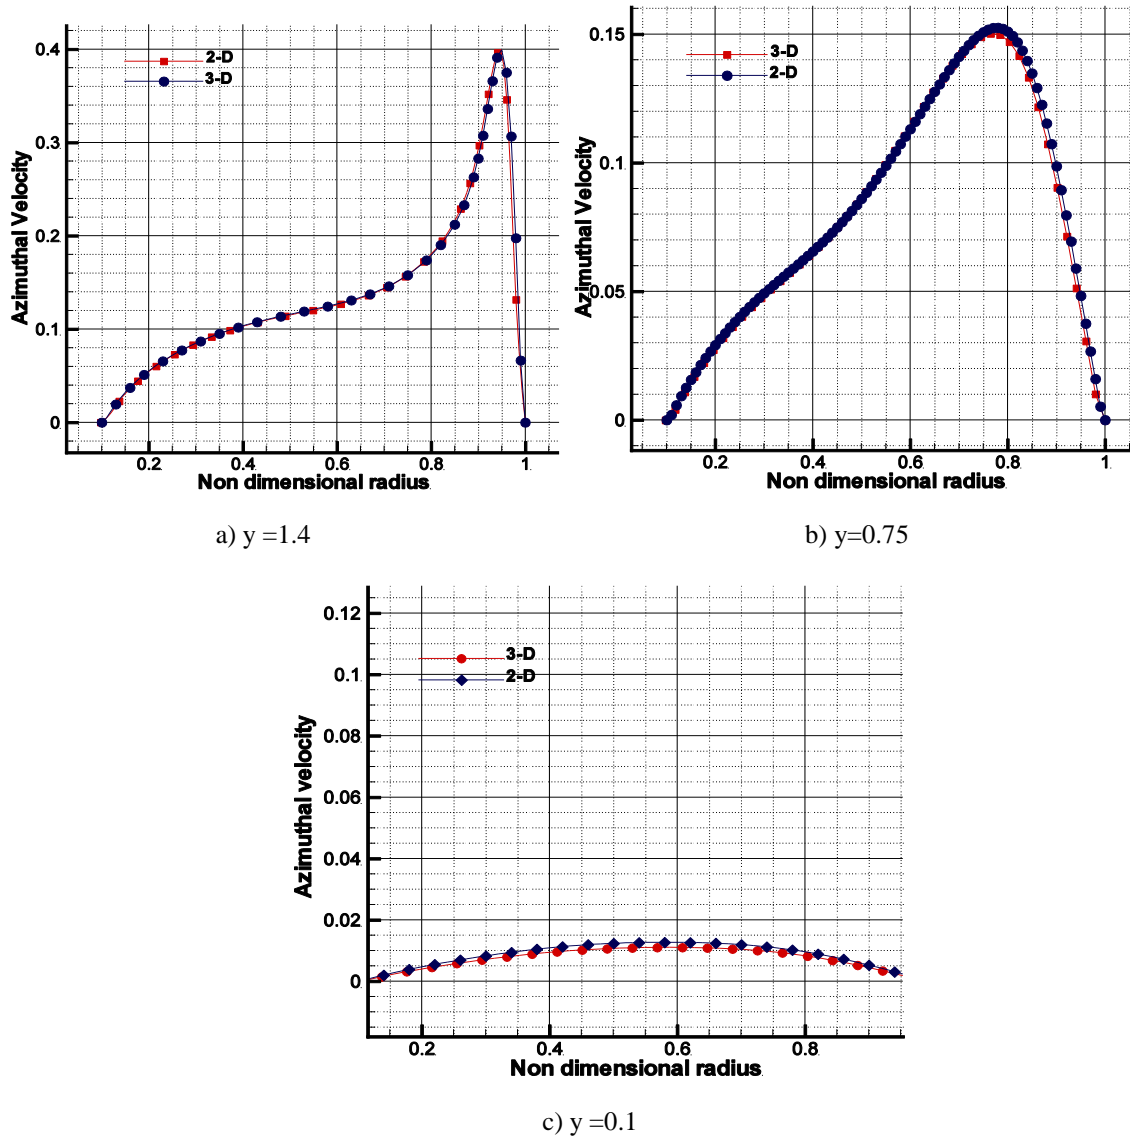 0.4
0.3
0.2
0.1
0
Azimuthal Velocity
2-D
3-D
0.2 0.4 0.6 0.8 1
Non dimensional radius
a) y =1.4
0.15
0.1
0.05
0
Azimuthal Velocity
3-D
2-D
0.2 0.4 0.6 0.8 1
Non dimensional radius
b) y=0.75
0.12
0.1
0.08
0.06
0.04
0.02
0
Azimuthal velocity
3-D
2-D
0.2 0.4 0.6 0.8
Non dimensional radius
c) y =0.1